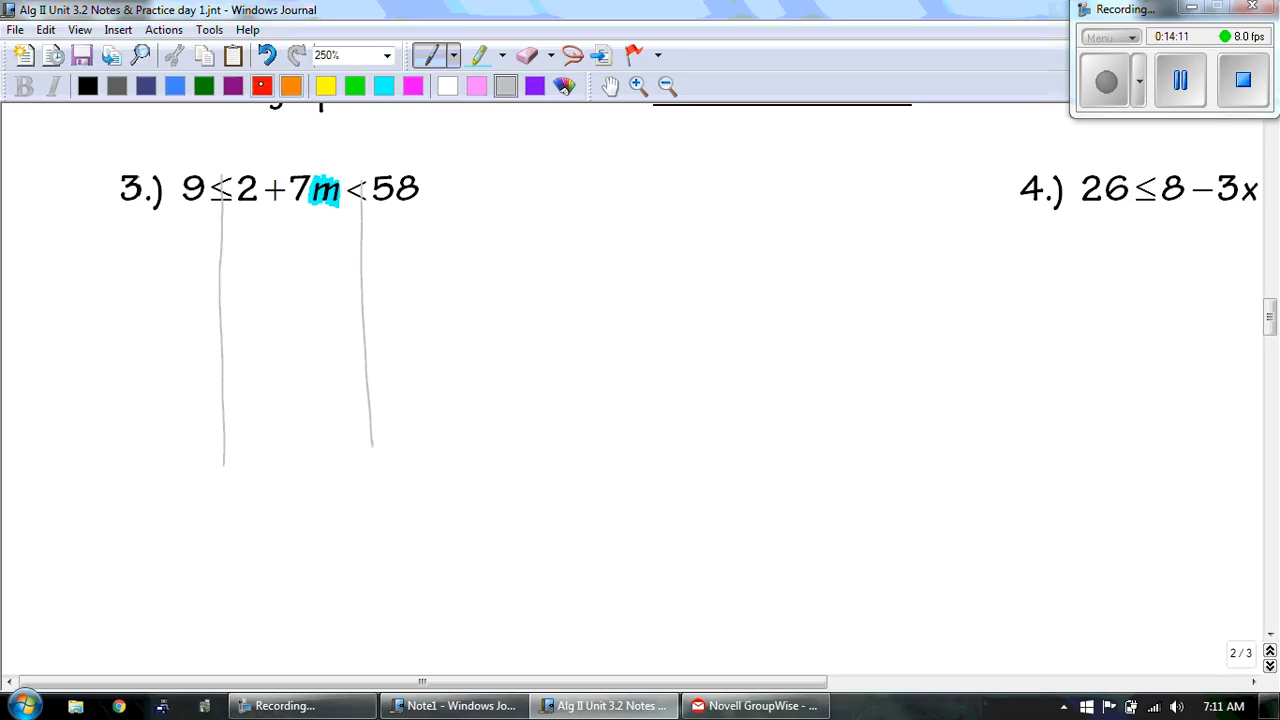 Alg II Unit 3.2 Notes & Practice day 1.jnt - Windows Journal
Recording...
File Edit View Insert Actions Tools Help
Menu
0:14:11
8.0 fps
250%
3.) 9≤2+7m<58
4.) 26≤8-3x
2 / 3
Recording...
Note1 - Windows Jo...
Alg II Unit 3.2 Notes ...
Novell GroupWise - ...
7:11 AM